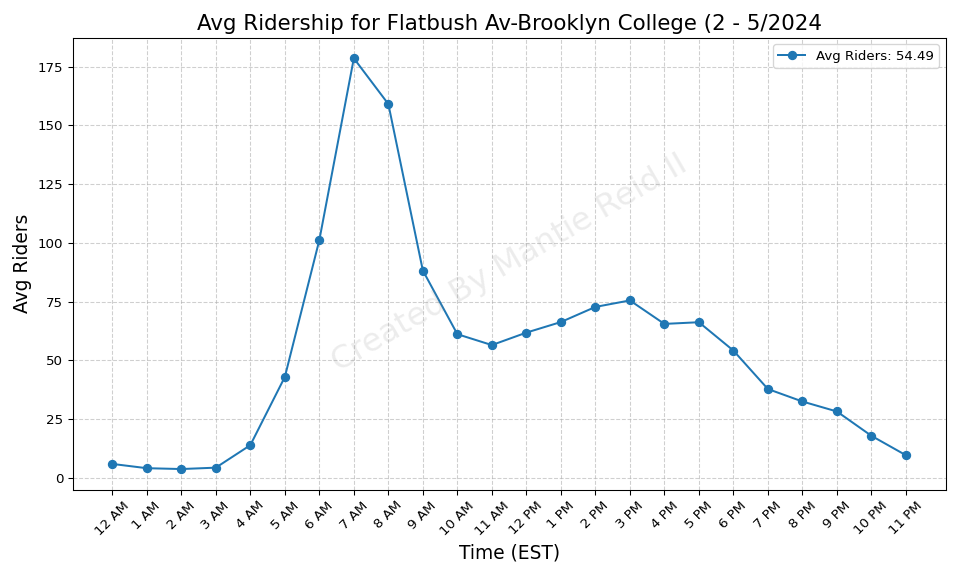 Avg Ridership for Flatbush Av-Brooklyn College (2 - 5/2024
Avg Riders: 54.49
175
150
125
100
75
50
25
0
Avg Riders
Created By Mantie Reid II
12 AM
1 AM
2 AM
3 AM
4 AM
5 AM
6 AM
7 AM
8 AM
9 AM
10 AM
11 AM
12 PM
1 PM
2 PM
3 PM
4 PM
5 PM
6 PM
7 PM
8 PM
9 PM
10 PM
11 PM
Time (EST)